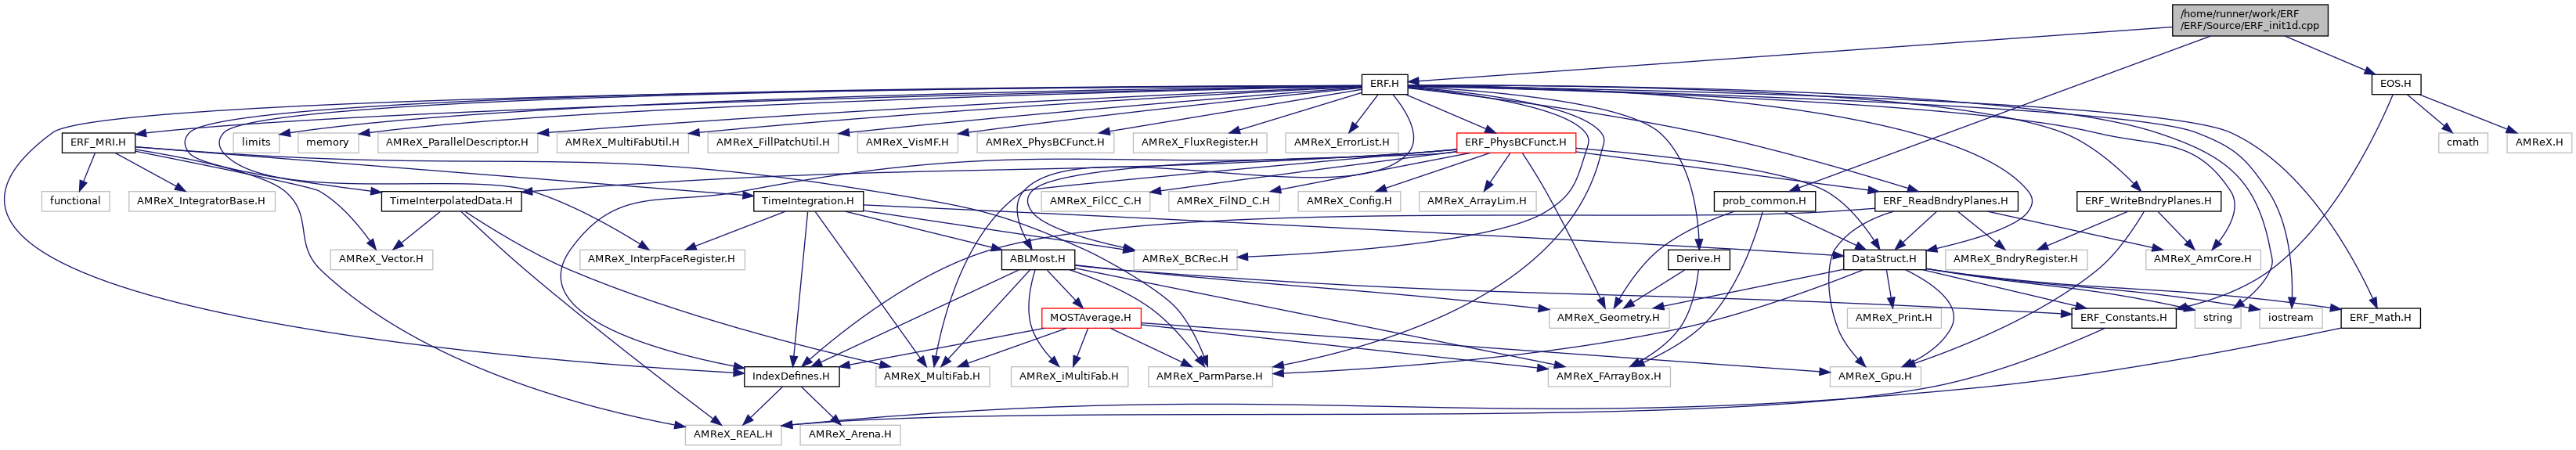 /home/runner/work/ERF
/ERF/Source/ERF_init1d.cpp
ERF.H
EOS.H
ERF_MRI.H
limits
memory
AMReX_ParallelDescriptor.H
AMReX_MultiFabUtil.H
AMReX_FillPatchUtil.H
AMReX_VisMF.H
AMReX_PhysBCFunct.H
AMReX_FluxRegister.H
AMReX_ErrorList.H
ERF_PhysBCFunct.H
cmath
AMReX.H
functional
AMReX_IntegratorBase.H
TimeInterpolatedData.H
TimeIntegration.H
AMReX_FilCC_C.H
AMReX_FilND_C.H
AMReX_Config.H
AMReX_ArrayLim.H
prob_common.H
ERF_ReadBndryPlanes.H
ERF_WriteBndryPlanes.H
AMReX_Vector.H
AMReX_InterpFaceRegister.H
ABLMost.H
AMReX_BCRec.H
Derive.H
DataStruct.H
AMReX_BndryRegister.H
AMReX_AmrCore.H
MOSTAverage.H
AMReX_Geometry.H
AMReX_Print.H
ERF_Constants.H
string
iostream
ERF_Math.H
IndexDefines.H
AMReX_MultiFab.H
AMReX_iMultiFab.H
AMReX_ParmParse.H
AMReX_FArrayBox.H
AMReX_Gpu.H
AMReX_REAL.H
AMReX_Arena.H